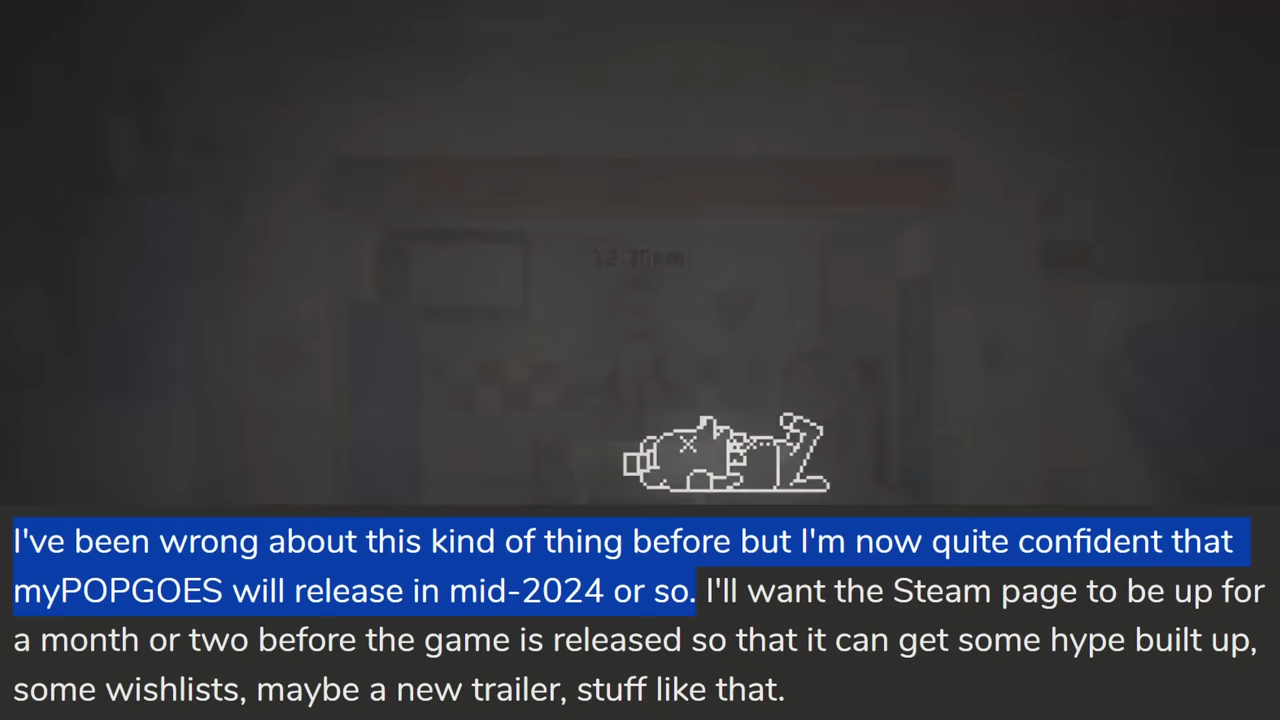 12:30pm
I've been wrong about this kind of thing before but I'm now quite confident that
myPOPGOES will release in mid-2024 or so. I'll want the Steam page to be up for
a month or two before the game is released so that it can get some hype built up,
some wishlists, maybe a new trailer, stuff like that.